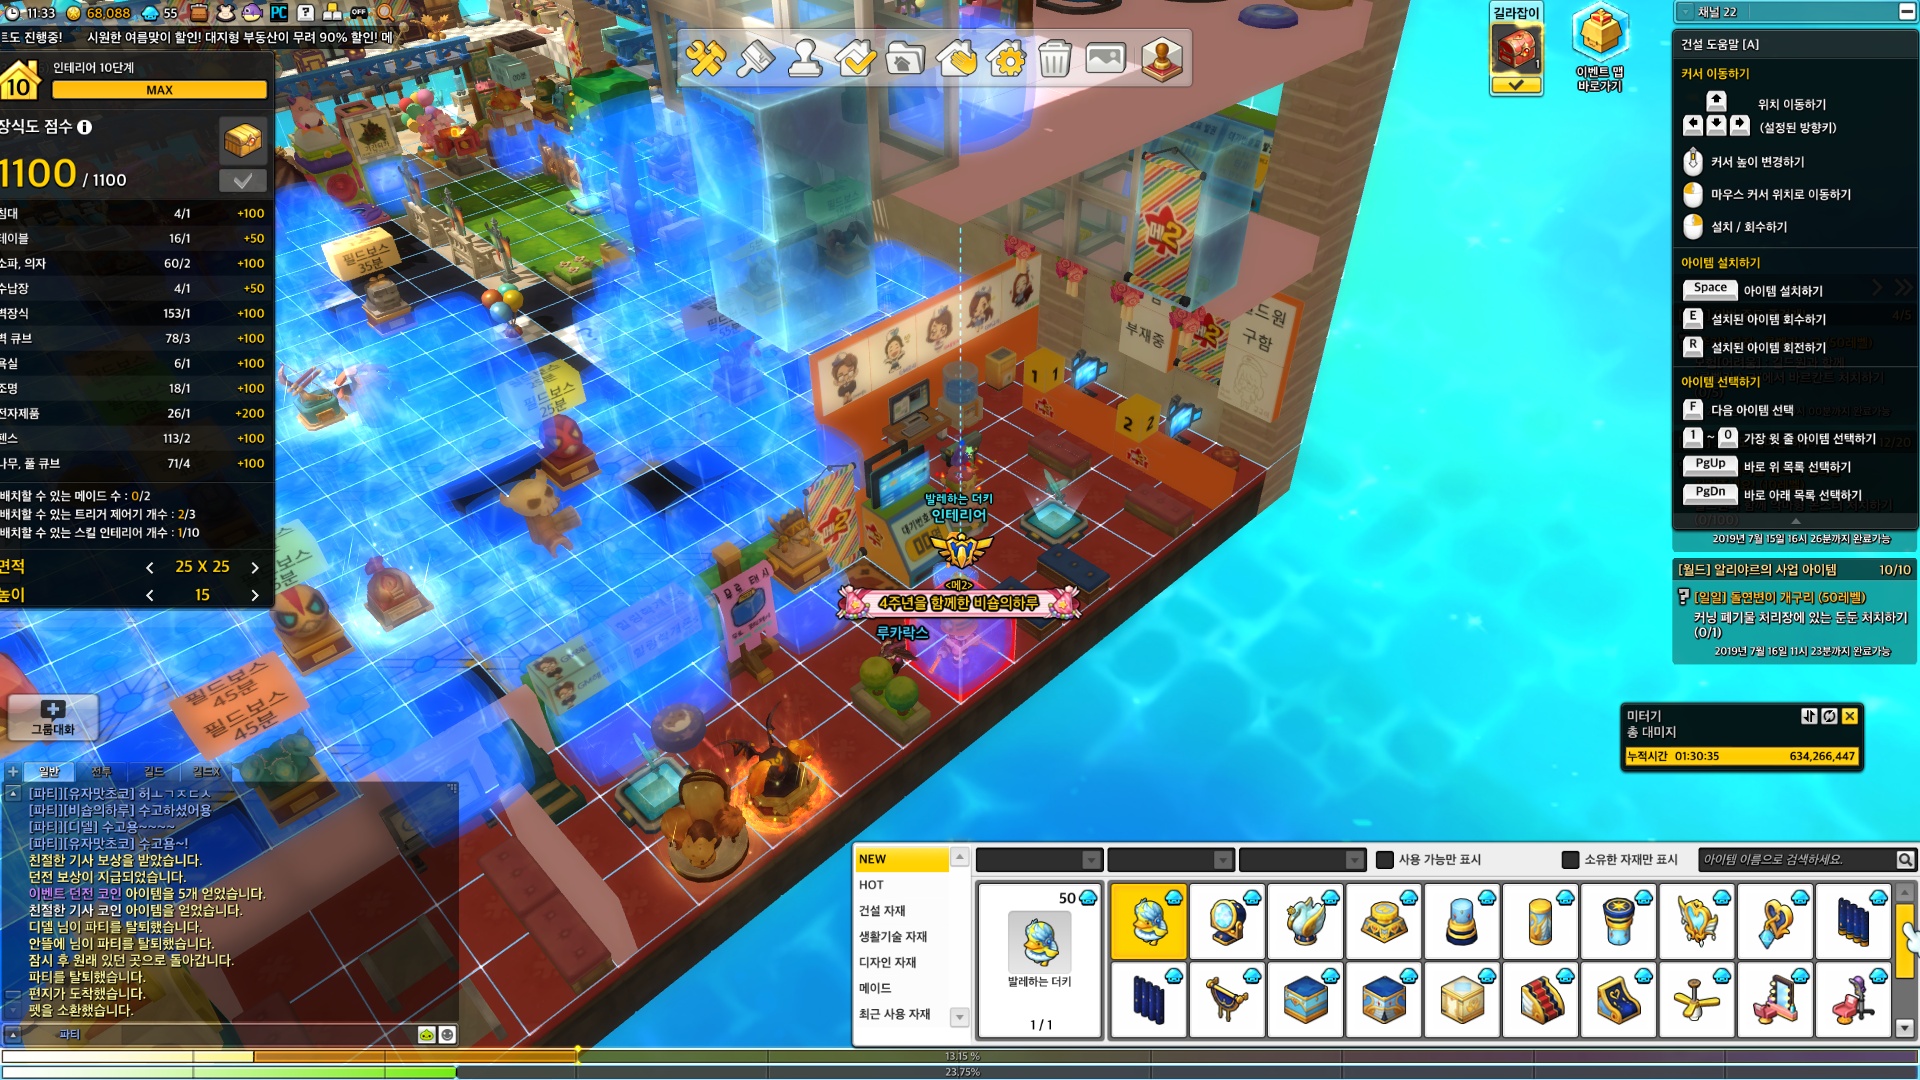 11:33 68,088 55 PC ? OFF
트도 진행중! 시원한 여름맞이 할인! 대지형 부동산이 무려 90% 할인! 메
10 인테리어 10단계
MAX
장식도 점수
1100 / 1100
침대 4/1 +100
테이블 16/1 +50
소파, 의자 60/2 +100
수납장 4/1 +50
벽장식 153/1 +100
벽 큐브 78/3 +100
욕실 6/1 +100
조명 18/1 +100
전자제품 26/1 +200
펜스 113/2 +100
나무, 풀 큐브 71/4 +100
배치할 수 있는 메이드 수 : 0/2
배치할 수 있는 트리거 제어기 개수 : 2/3
배치할 수 있는 스킬 인테리어 개수 : 1/10
면적 25 X 25
높이 15
그룹대화
일반 전투 길드 길드X
[파티][유자맛쵸코] 허ㅗㄱㅈㄷㅅ
[파티][비숍의하루] 수고하셨어용
[파티][디델] 수고용~~~~
[파티][유자맛쵸코] 수고욤~!
친절한 기사 보상을 받았습니다.
던전 보상이 지급되었습니다.
이벤트 던전 코인 아이템을 5개 얻었습니다.
친절한 기사 코인 아이템을 얻었습니다.
디델 님이 파티를 탈퇴했습니다.
안뜰에 님이 파티를 탈퇴했습니다.
잠시 후 원래 있던 곳으로 돌아갑니다.
파티를 탈퇴했습니다.
편지가 도착했습니다.
펫을 소환했습니다.
파티
필드보스
35분
필드보스
25분
필드보스
45분
필드보스
45분
부재중
구함
메2
1 1
2 2
대기번호
발레하는 더키
인테리어
<메2>
4주년을 함께한 비숍의하루
루카락스
길라잡이
1
이벤트 맵
바로가기
채널 22
건설 도움말 [A]
커서 이동하기
위치 이동하기
(설정된 방향키)
커서 높이 변경하기
마우스 커서 위치로 이동하기
설치 / 회수하기
아이템 설치하기
Space 아이템 설치하기
E 설치된 아이템 회수하기
R 설치된 아이템 회전하기
아이템 선택하기
F 다음 아이템 선택
1 ~ 0 가장 윗 줄 아이템 선택하기
PgUp 바로 위 목록 선택하기
PgDn 바로 아래 목록 선택하기
2019년 7월 15일 16시 26분까지 완료가능
[월드] 알리야르의 사업 아이템 10/10
[일일] 돌연변이 개구리 (50레벨)
커닝 폐기물 처리장에 있는 둔둔 처치하기
(0/1)
2019년 7월 16일 11시 23분까지 완료가능
미터기
총 대미지
누적시간 01:30:35 634,266,447
NEW
HOT
건설 자재
생활기술 자재
디자인 자재
메이드
최근 사용 자재
사용 가능만 표시
소유한 자재만 표시
아이템 이름으로 검색하세요.
50
발레하는 더키
1 / 1
13.15 %
23.75%